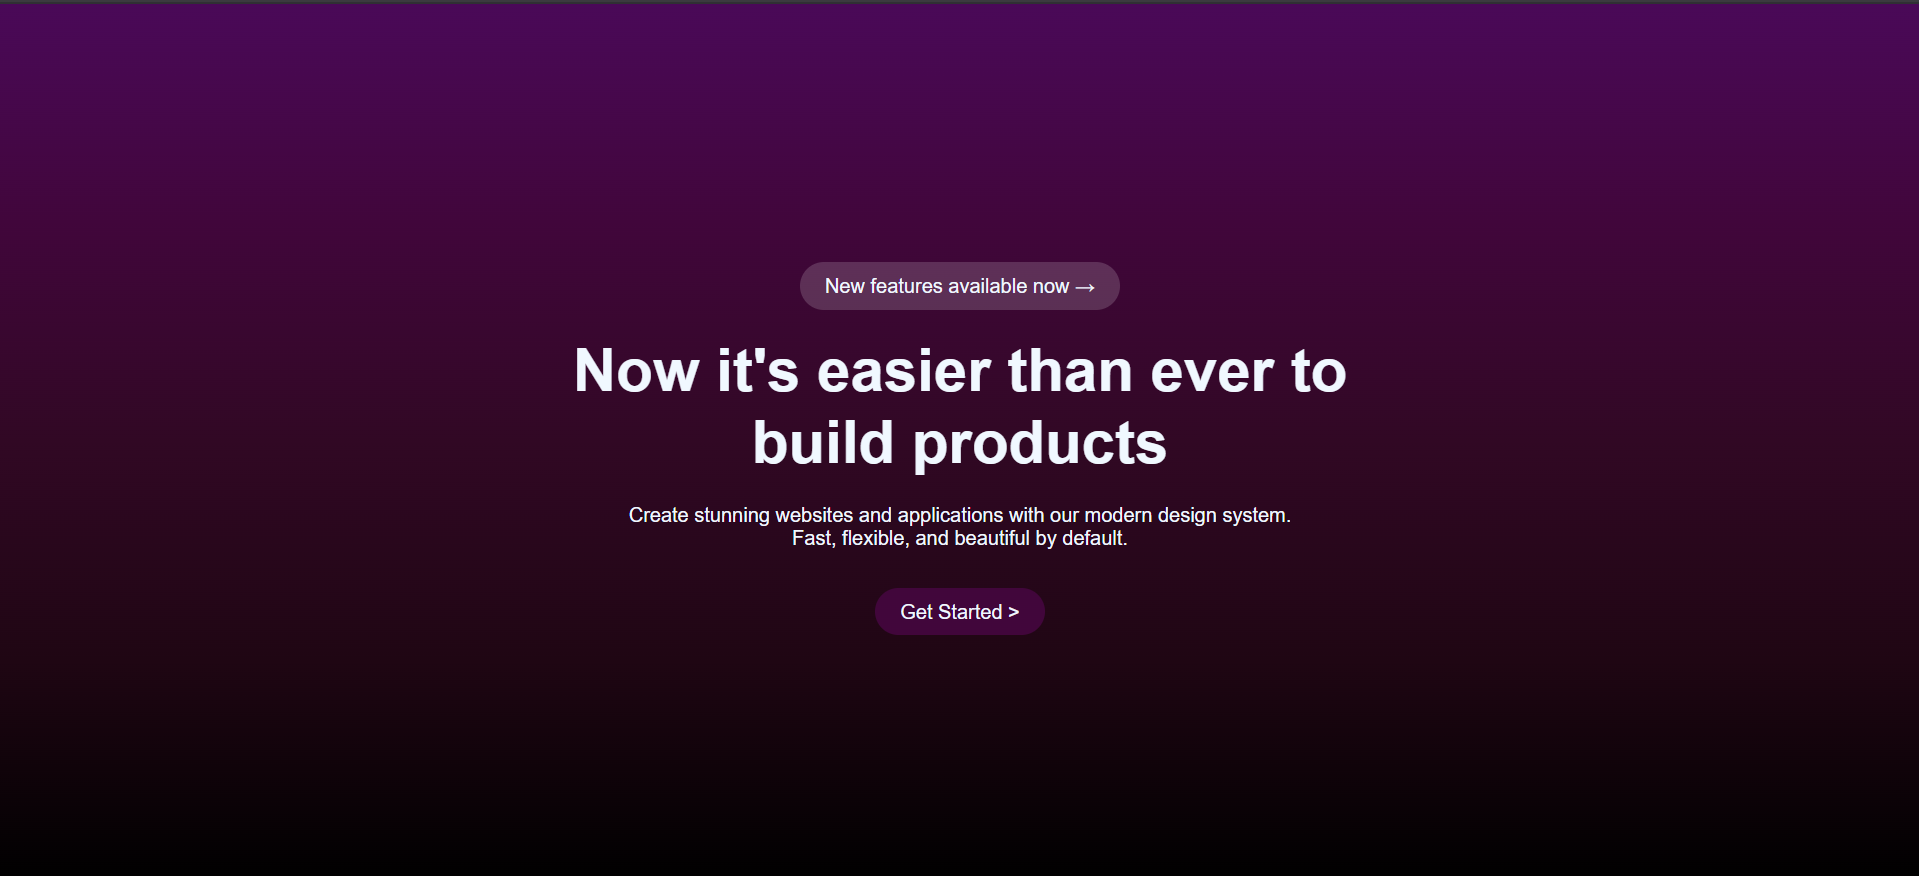 New features available now →
Now it's easier than ever to
build products
Create stunning websites and applications with our modern design system.
Fast, flexible, and beautiful by default.
Get Started >